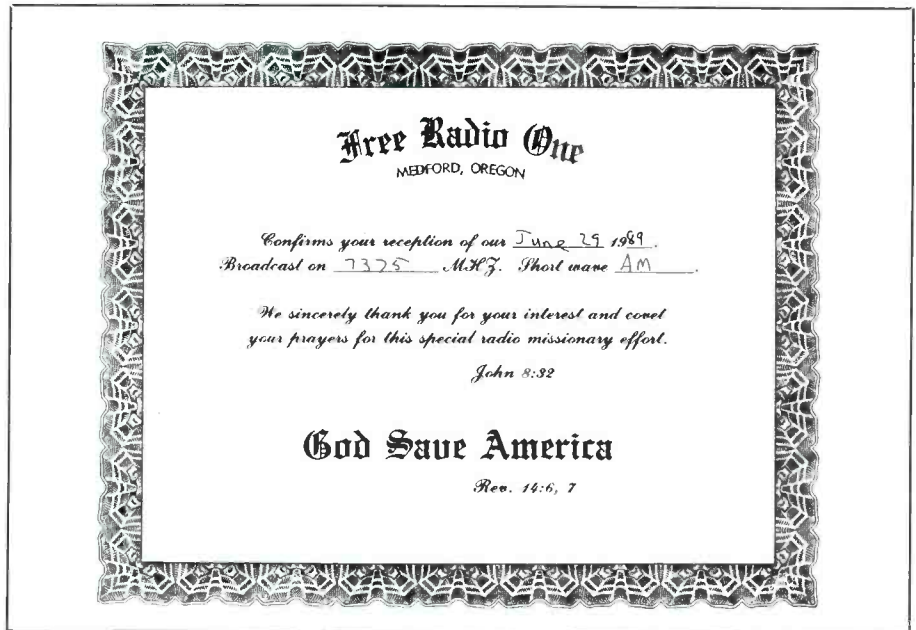 Free Radio One
MEDFORD, OREGON
Confirms your reception of our June 29 1989.
Broadcast on 7325 MHZ. Short wave AM.
We sincerely thank you for your interest and covet
your prayers for this special radio missionary effort.
John 8:32
God Save America
Rev. 14:6, 7